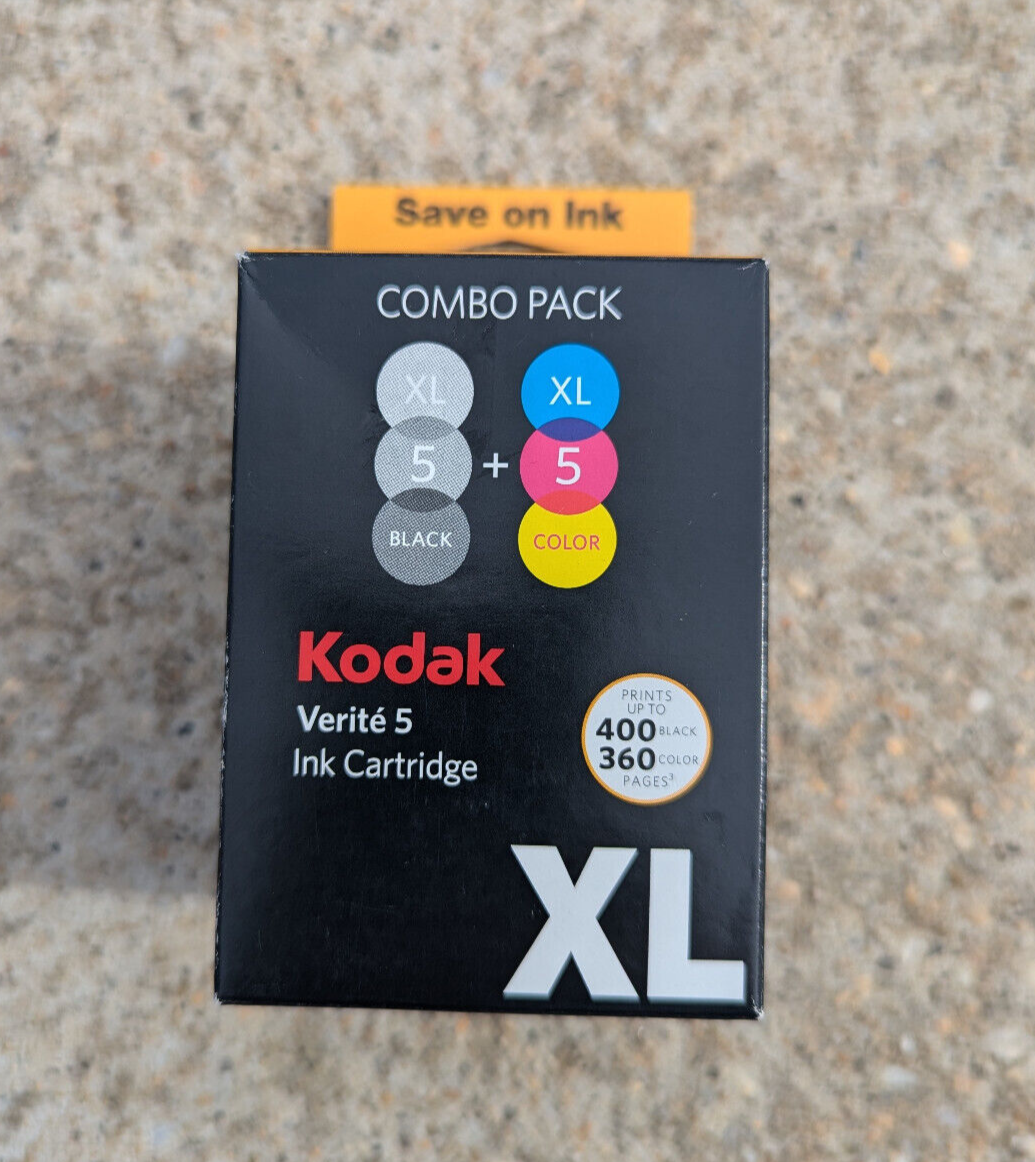 Save on Ink
COMBO PACK
XL
5
BLACK
+
XL
5
COLOR
Kodak
Verité 5
Ink Cartridge
PRINTS
UP TO
400 BLACK
360 COLOR
PAGES³
XL